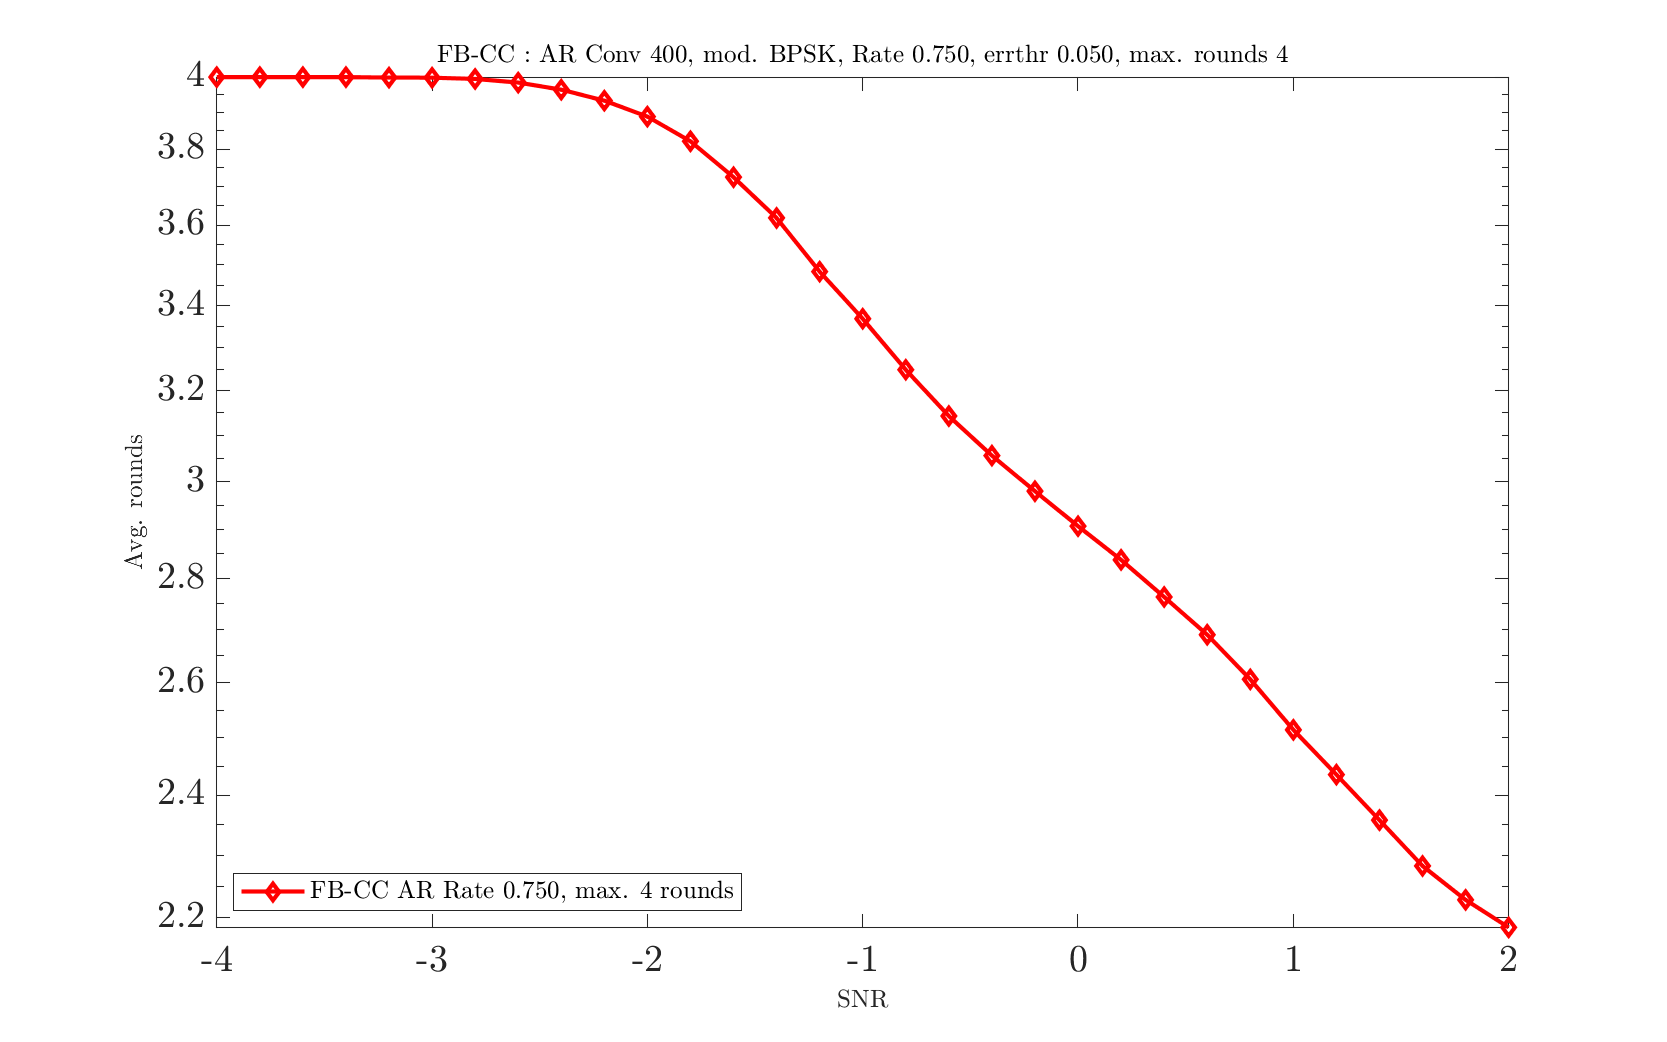 FB-CC : AR Conv 400, mod. BPSK, Rate 0.750, errthr 0.050, max. rounds 4
4
3.8
3.6
3.4
3.2
3
2.8
2.6
2.4
2.2
Avg. rounds
FB-CC AR Rate 0.750, max. 4 rounds
-4 -3 -2 -1 0 1 2
SNR